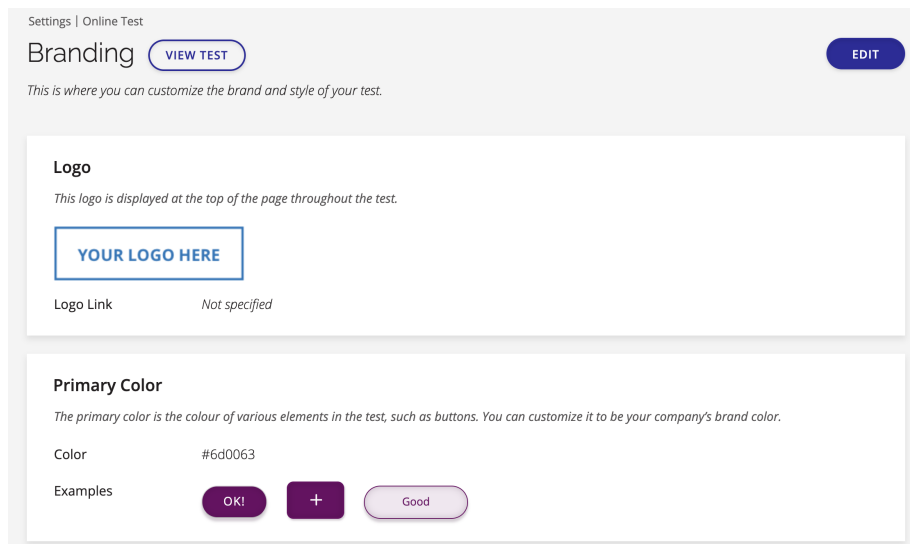 Settings | Online Test
Branding VIEW TEST EDIT
This is where you can customize the brand and style of your test.
Logo
This logo is displayed at the top of the page throughout the test.
YOUR LOGO HERE
Logo Link Not specified
Primary Color
The primary color is the colour of various elements in the test, such as buttons. You can customize it to be your company's brand color.
Color #6d0063
Examples OK! + Good